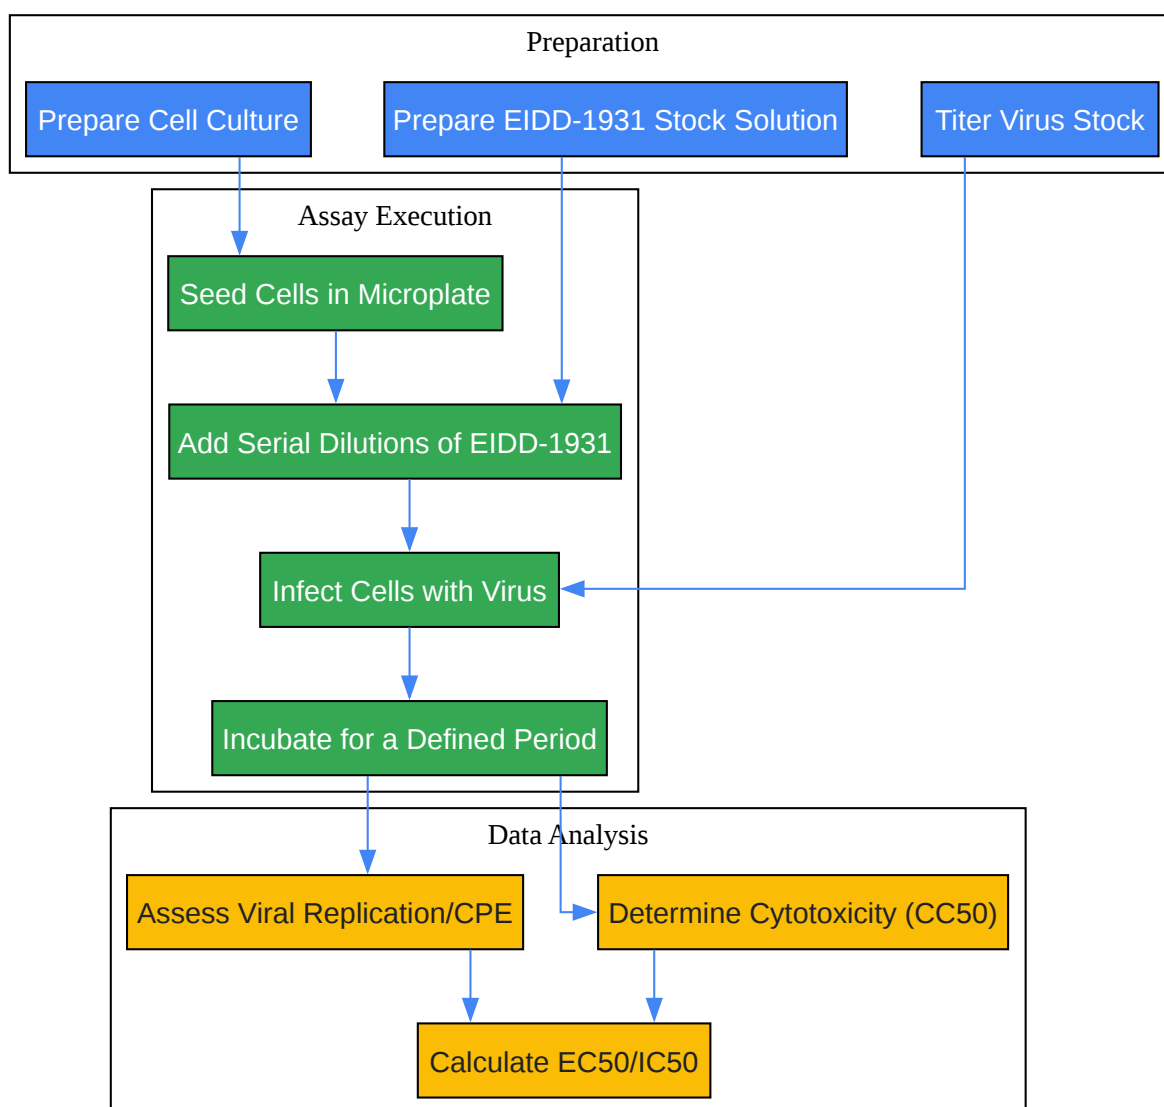 Preparation
Prepare Cell Culture
Prepare EIDD-1931 Stock Solution
Titer Virus Stock
Assay Execution
Seed Cells in Microplate
Add Serial Dilutions of EIDD-1931
Infect Cells with Virus
Incubate for a Defined Period
Data Analysis
Assess Viral Replication/CPE
Determine Cytotoxicity (CC50)
Calculate EC50/IC50